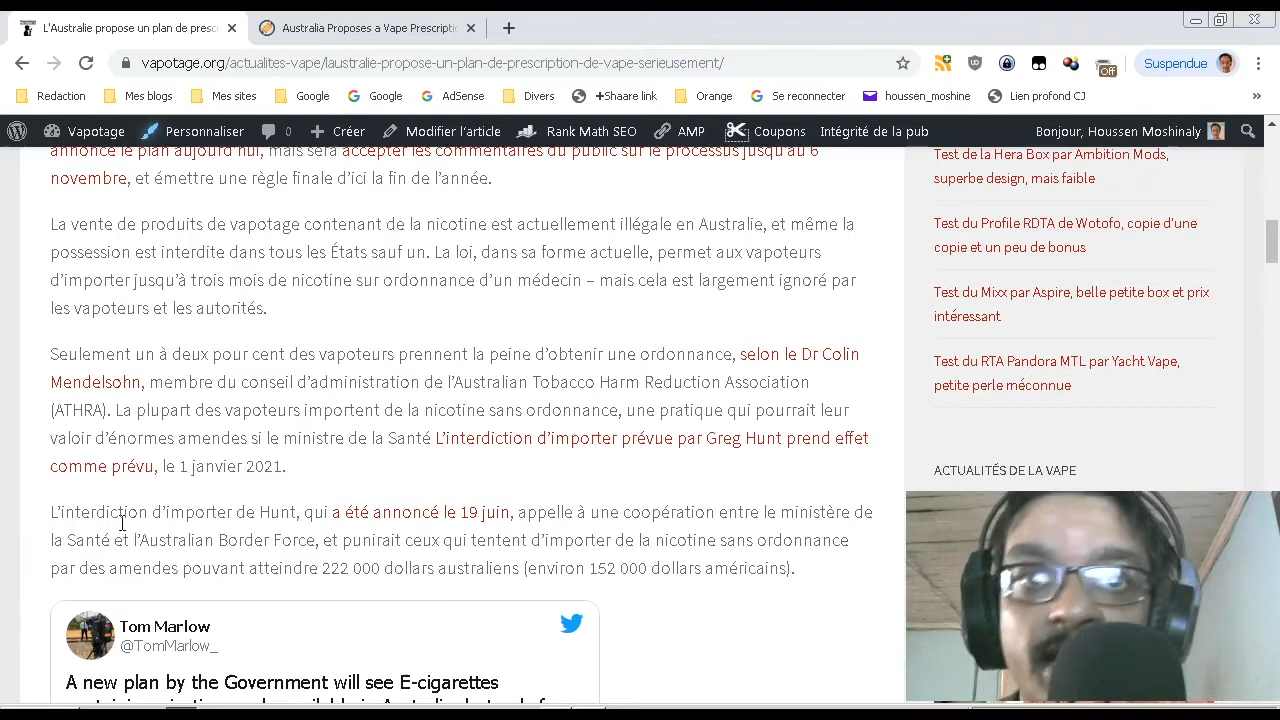 L'Australie propose un plan de presc
Australia Proposes a Vape Prescripti
vapotage.org/actualites-vape/laustralie-propose-un-plan-de-prescription-de-vape-serieusement/
Off
Suspendue
Redaction
Mes blogs
Mes sites
Google
Google
AdSense
Divers
+Shaare link
Orange
Se reconnecter
houssen_moshine
Lien profond CJ
»
Vapotage
Personnaliser
0
Créer
Modifier l'article
Rank Math SEO
AMP
Coupons
Intégrité de la pub
Bonjour, Houssen Moshinaly
annoncé le plan aujourd'hui, mais sera accepter les commentaires du public sur le processus jusqu'au 6
novembre, et émettre une règle finale d'ici la fin de l'année.
La vente de produits de vapotage contenant de la nicotine est actuellement illégale en Australie, et même la
possession est interdite dans tous les États sauf un. La loi, dans sa forme actuelle, permet aux vapoteurs
d'importer jusqu'à trois mois de nicotine sur ordonnance d'un médecin – mais cela est largement ignoré par
les vapoteurs et les autorités.
Seulement un à deux pour cent des vapoteurs prennent la peine d'obtenir une ordonnance, selon le Dr Colin
Mendelsohn, membre du conseil d'administration de l'Australian Tobacco Harm Reduction Association
(ATHRA). La plupart des vapoteurs importent de la nicotine sans ordonnance, une pratique qui pourrait leur
valoir d'énormes amendes si le ministre de la Santé L'interdiction d'importer prévue par Greg Hunt prend effet
comme prévu, le 1 janvier 2021.
L'interdiction d'importer de Hunt, qui a été annoncé le 19 juin, appelle à une coopération entre le ministère de
la Santé et l'Australian Border Force, et punirait ceux qui tentent d'importer de la nicotine sans ordonnance
par des amendes pouvant atteindre 222 000 dollars australiens (environ 152 000 dollars américains).
Tom Marlow
@TomMarlow_
A new plan by the Government will see E-cigarettes
Test de la Hera Box par Ambition Mods,
superbe design, mais faible
Test du Profile RDTA de Wotofo, copie d'une
copie et un peu de bonus
Test du Mixx par Aspire, belle petite box et prix
intéressant
Test du RTA Pandora MTL par Yacht Vape,
petite perle méconnue
ACTUALITÉS DE LA VAPE